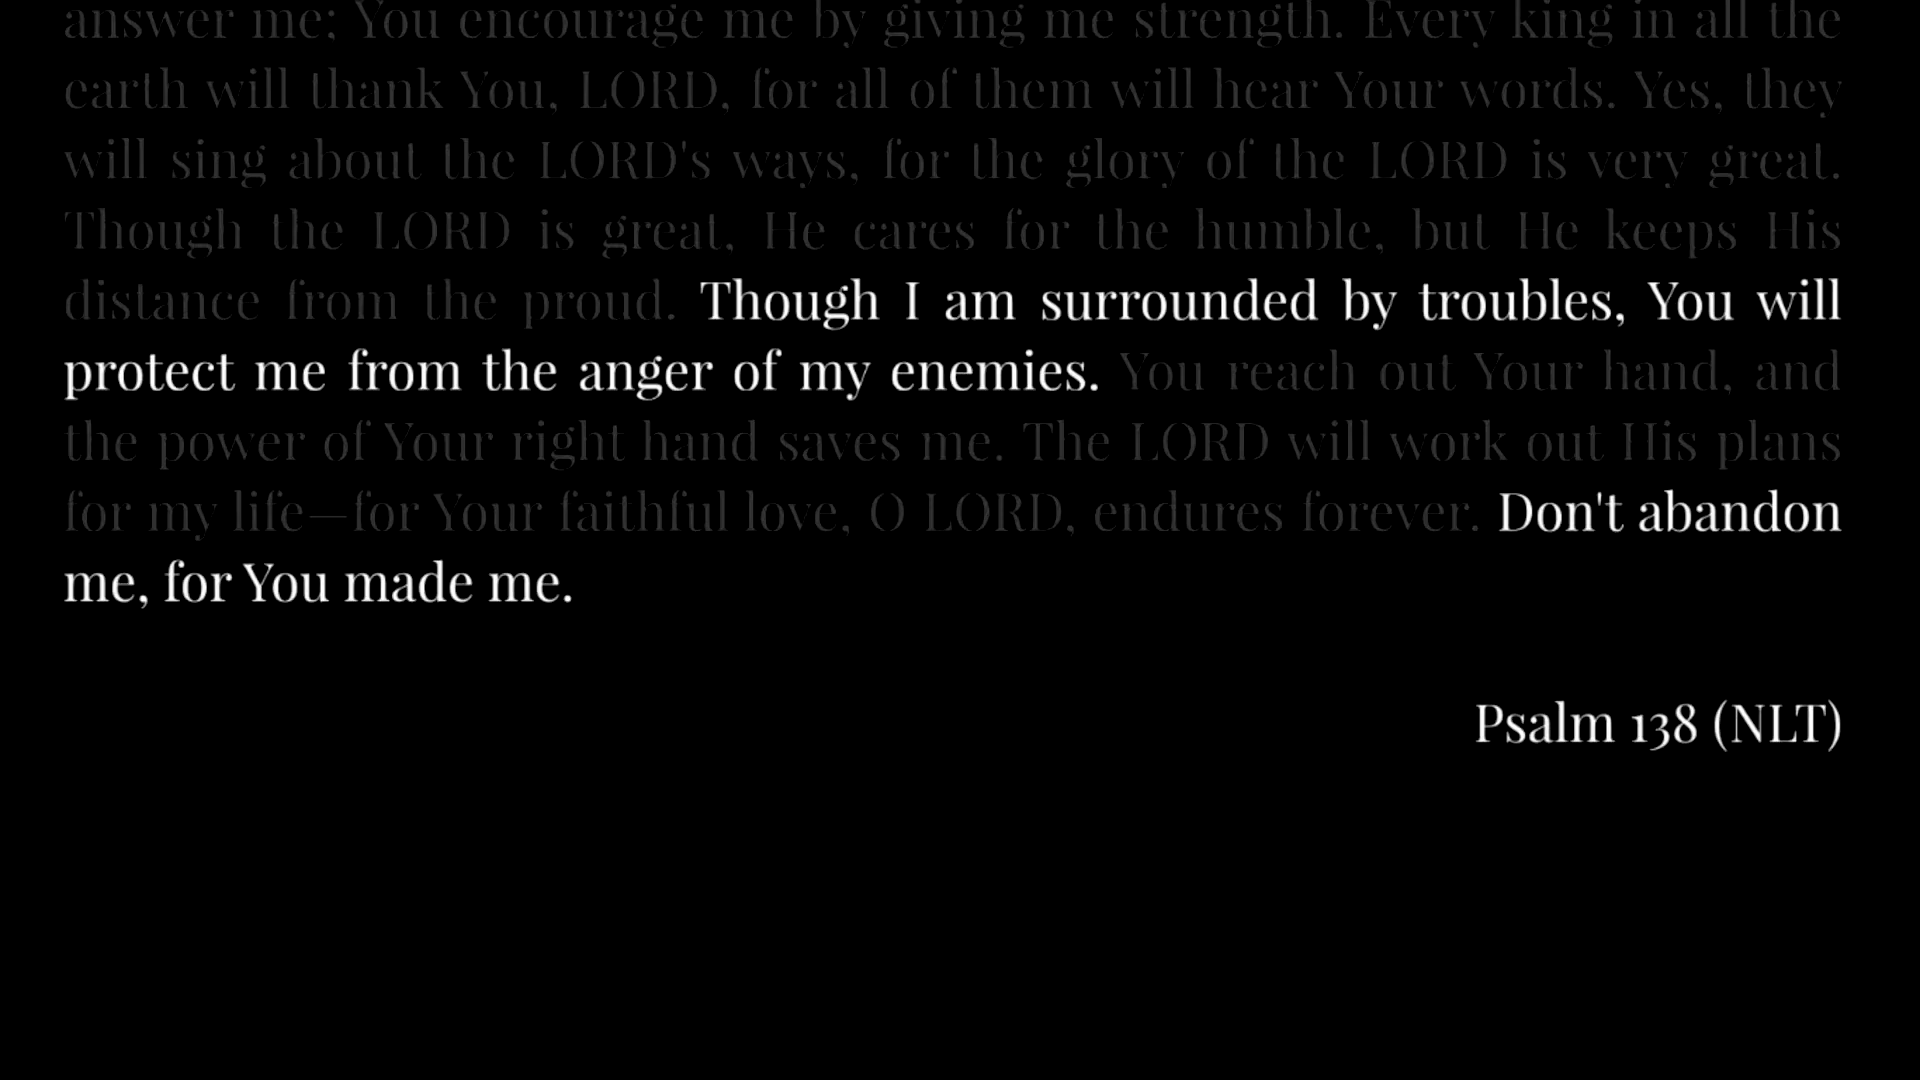 answer me; You encourage me by giving me strength. Every king in all the
earth will thank You, LORD, for all of them will hear Your words. Yes, they
will sing about the LORD's ways, for the glory of the LORD is very great.
Though the LORD is great, He cares for the humble, but He keeps His
distance from the proud. Though I am surrounded by troubles, You will
protect me from the anger of my enemies. You reach out Your hand, and
the power of Your right hand saves me. The LORD will work out His plans
for my life—for Your faithful love, O LORD, endures forever. Don't abandon
me, for You made me.
Psalm 138 (NLT)